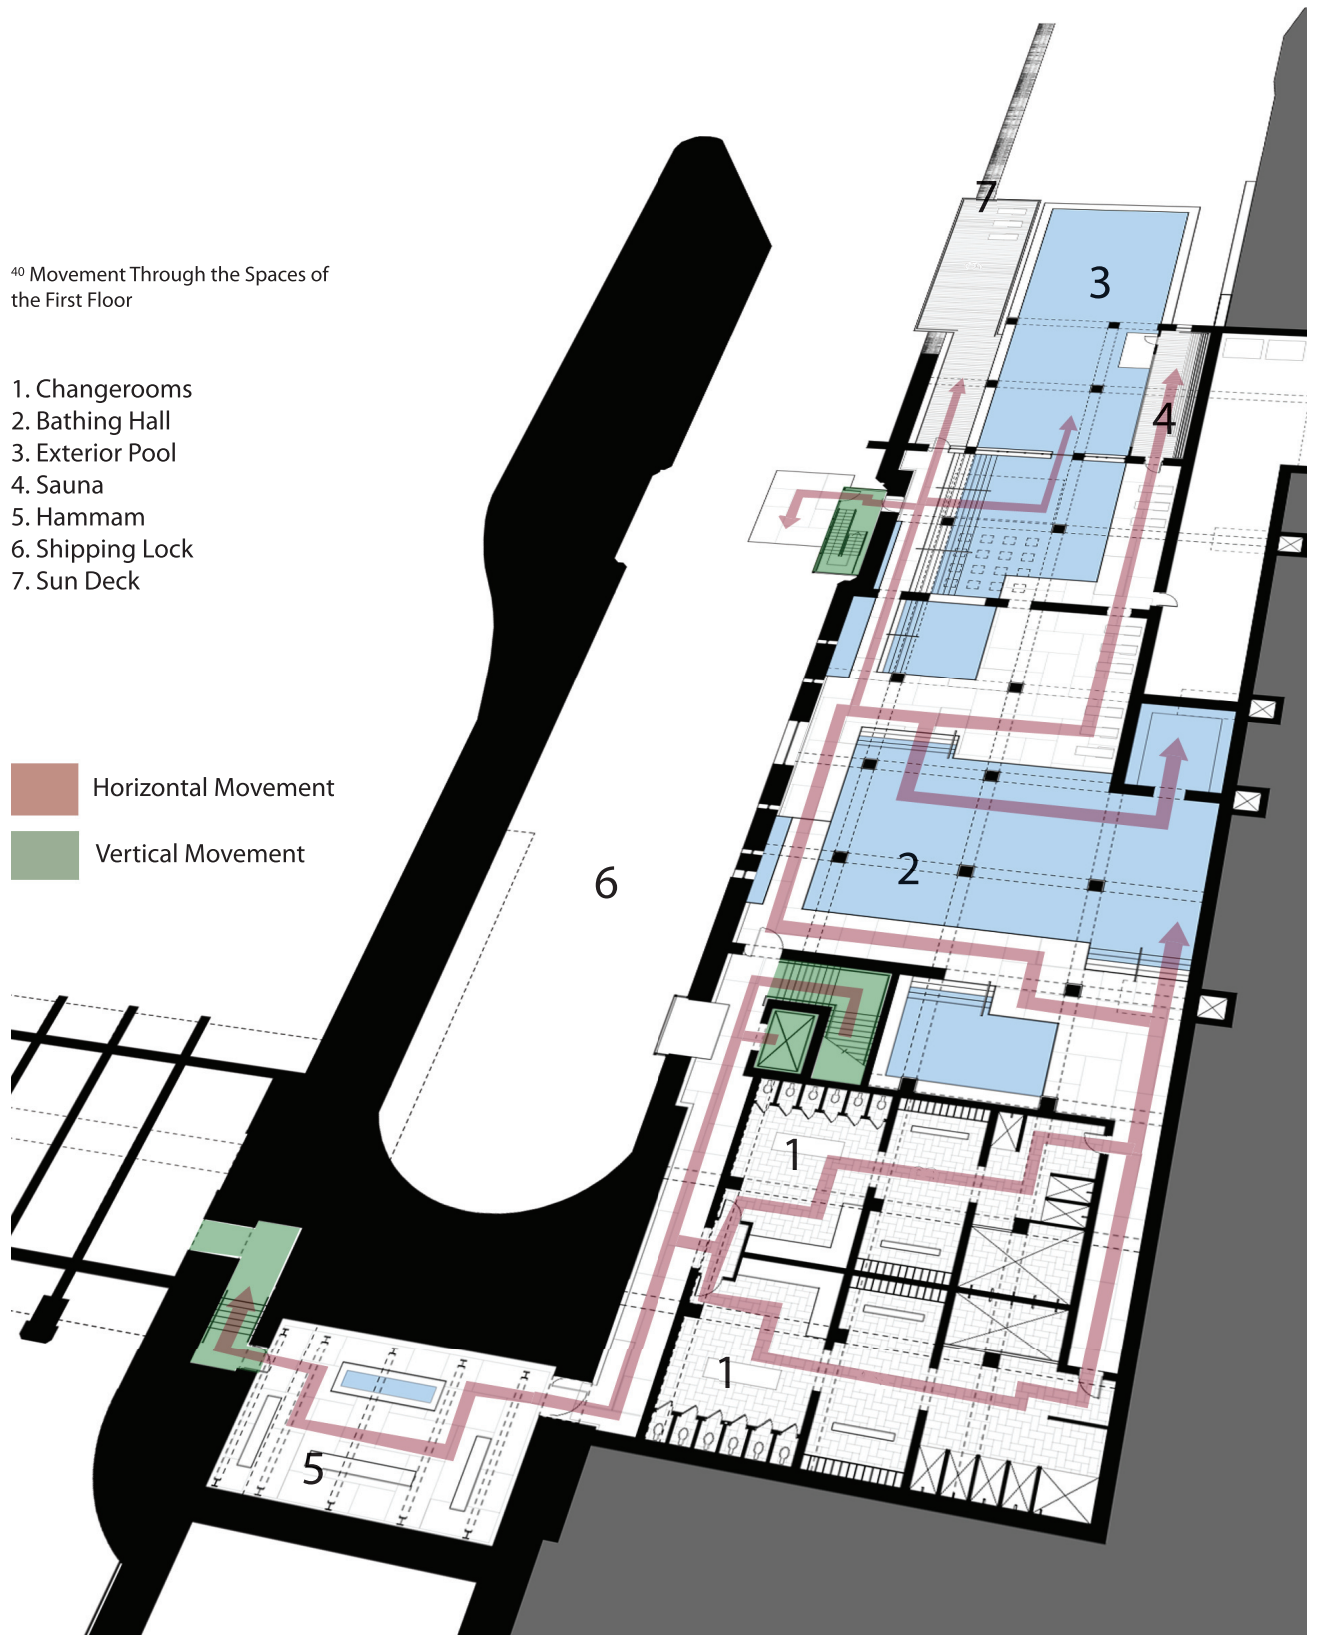 40 Movement Through the Spaces of
the First Floor
1. Changerooms
2. Bathing Hall
3. Exterior Pool
4. Sauna
5. Hammam
6. Shipping Lock
7. Sun Deck
Horizontal Movement
Vertical Movement
7
3
4
6
2
1
1
5